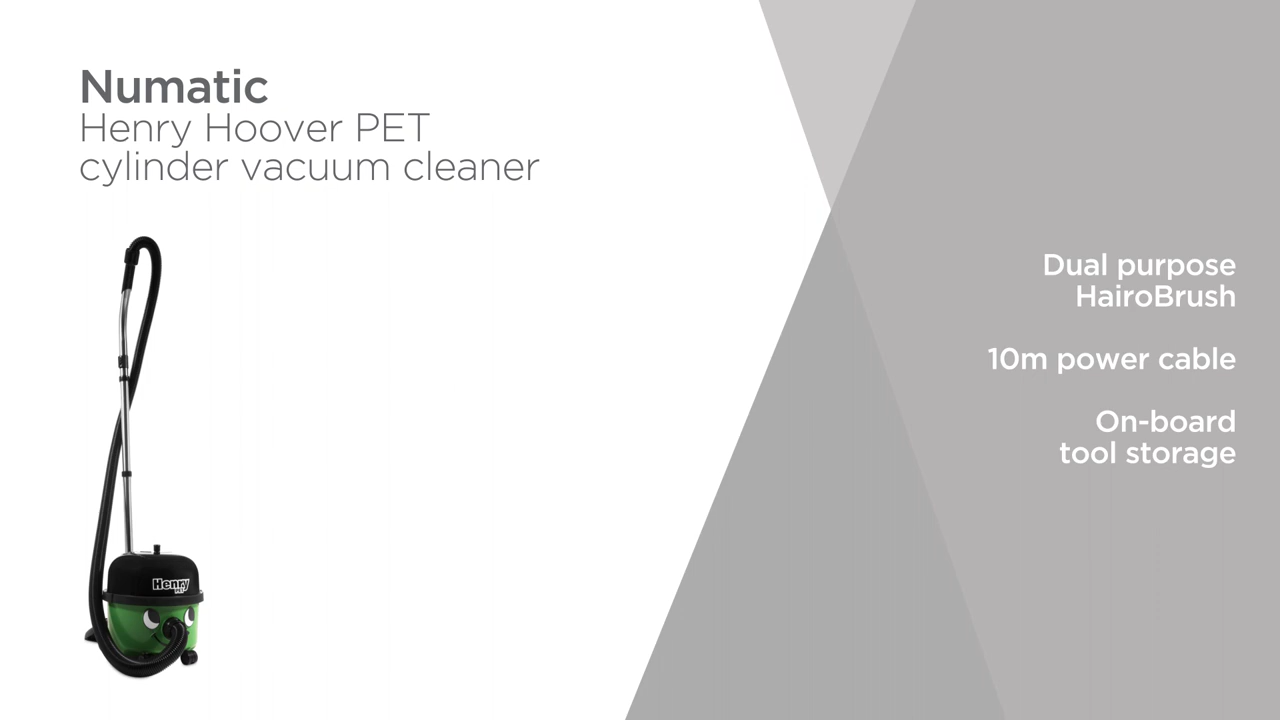 Numatic
Henry Hoover PET
cylinder vacuum cleaner
Dual purpose
HairoBrush
10m power cable
On-board
tool storage
Henry
PET